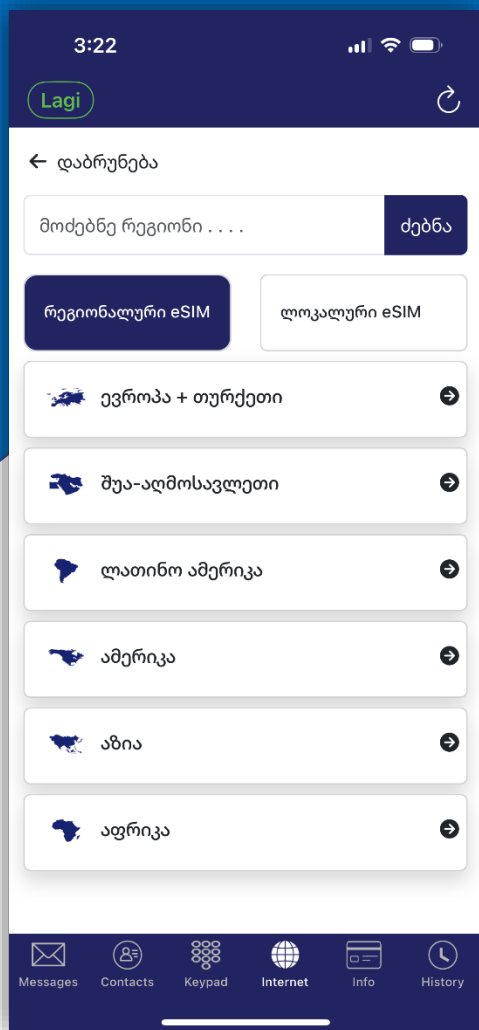 3:22
Lagi
← დაბრუნება
მოძებნე რეგიონი . . . .
ძებნა
რეგიონალური eSIM
ლოკალური eSIM
ევროპა + თურქეთი
შუა-აღმოსავლეთი
ლათინო ამერიკა
ამერიკა
აზია
აფრიკა
Messages Contacts Keypad Internet Info History